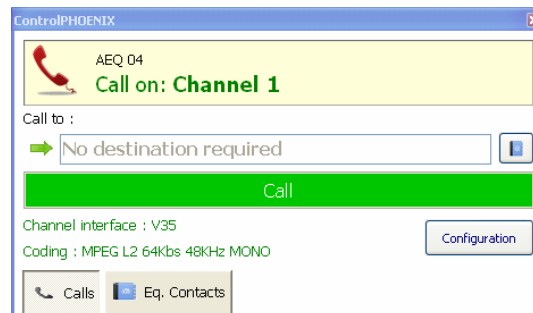 ControlPHOENIX
AEQ 04
Call on: Channel 1
Call to :
No destination required
Call
Channel interface : V35
Coding : MPEG L2 64Kbs 48KHz MONO
Configuration
Calls
Eq. Contacts